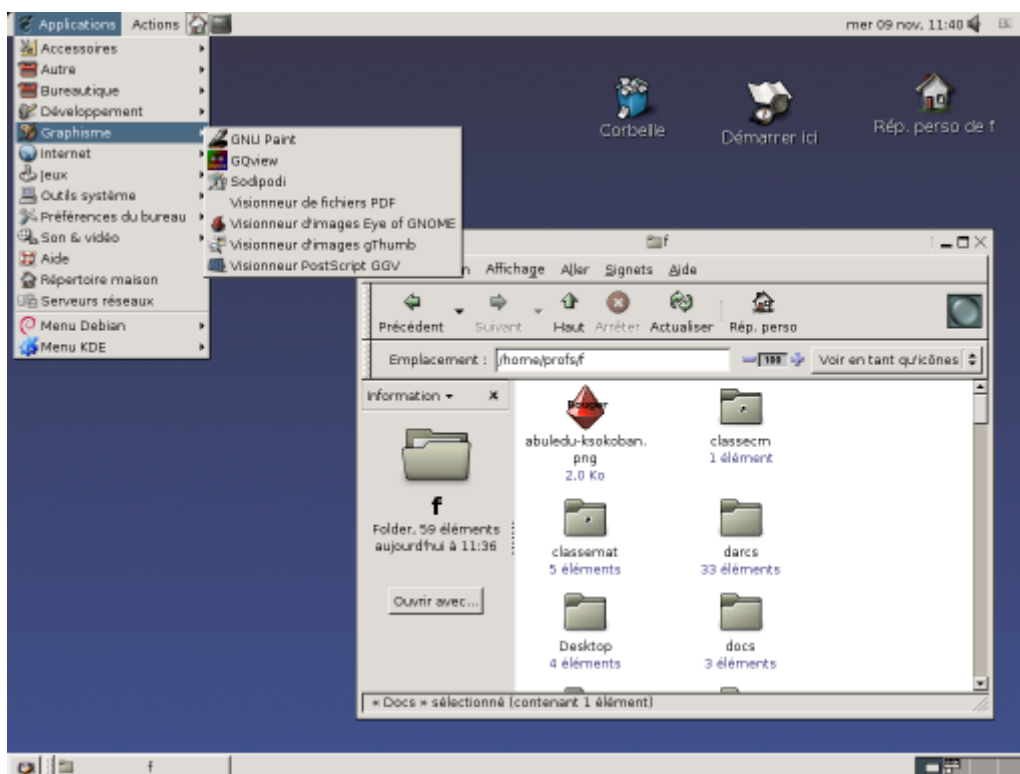 Applications Actions mer 09 nov, 11:40
Accessoires
Autre
Bureautique
Développement
Graphisme
Internet
Jeux
Outils système
Préférences du bureau
Son & vidéo
Aide
Répertoire maison
Serveurs réseaux
Menu Debian
Menu KDE
GNU Paint
GQview
Sodipodi
Visionneur de fichiers PDF
Visionneur d'images Eye of GNOME
Visionneur d'images gThumb
Visionneur PostScript GGV
Corbelle
Démarrer ici
Rép. perso de f
f
Affichage Aller Signets Aide
Précédent Suivant Haut Arrêter Actualiser Rép. perso
Emplacement : /home/profs/f 100 Voir en tant qu'icônes
Information
f
Folder, 59 éléments
aujourd'hui à 11:36
Ouvrir avec...
Bouger
abuledu-ksokoban.
png
2.0 Ko
classecm
1 élément
classemat
5 éléments
darcs
33 éléments
Desktop
4 éléments
docs
3 éléments
« Docs » sélectionné (contenant 1 élément)
f